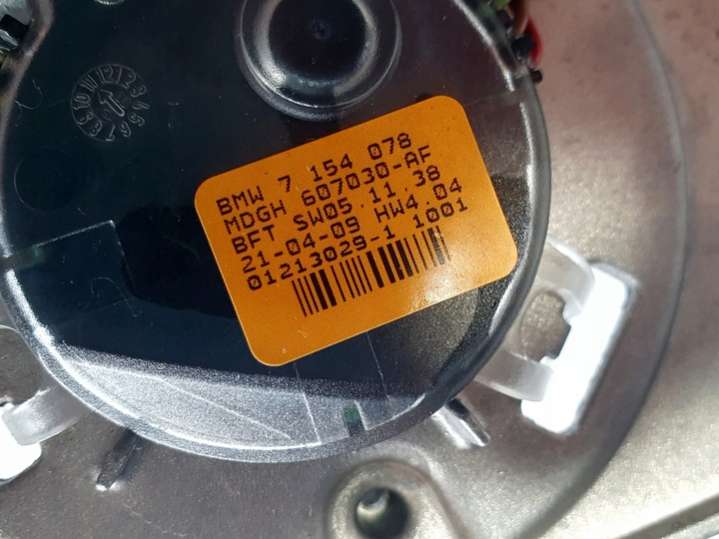 BMW 7 154 078
MDGH 607030-AF
BFT SW05.11.38
21-04-09 HW4.04
01213029-1 1001